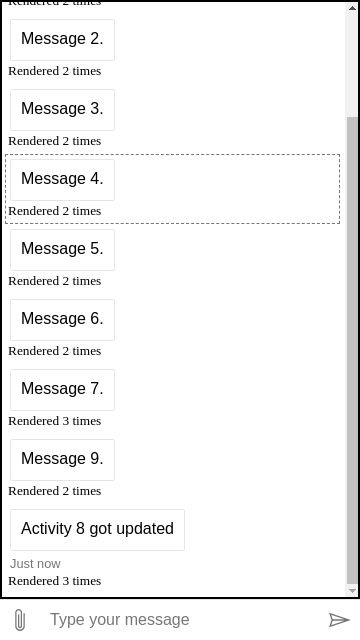 Rendered 2 times
Message 2.
Rendered 2 times
Message 3.
Rendered 2 times
Message 4.
Rendered 2 times
Message 5.
Rendered 2 times
Message 6.
Rendered 2 times
Message 7.
Rendered 3 times
Message 9.
Rendered 2 times
Activity 8 got updated
Just now
Rendered 3 times
Type your message